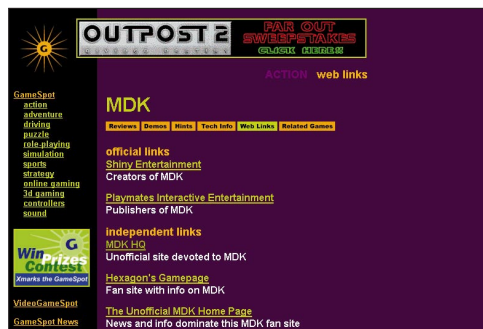 OUTPOST 2
DIVIDED DESTINY
FAR OUT
SWEEPSTAKES
CLICK HERE!!
G
ACTION web links
GameSpot
action
adventure
driving
puzzle
role-playing
simulation
sports
strategy
online gaming
3d gaming
controllers
sound
G
Win
Prizes
Contest
Xmarks the GameSpot
VideoGameSpot
GameSpot News
MDK
Reviews Demos Hints Tech Info Web Links Related Games
official links
Shiny Entertainment
Creators of MDK
Playmates Interactive Entertainment
Publishers of MDK
independent links
MDK HQ
Unofficial site devoted to MDK
Hexagon's Gamepage
Fan site with info on MDK
The Unofficial MDK Home Page
News and info dominate this MDK fan site